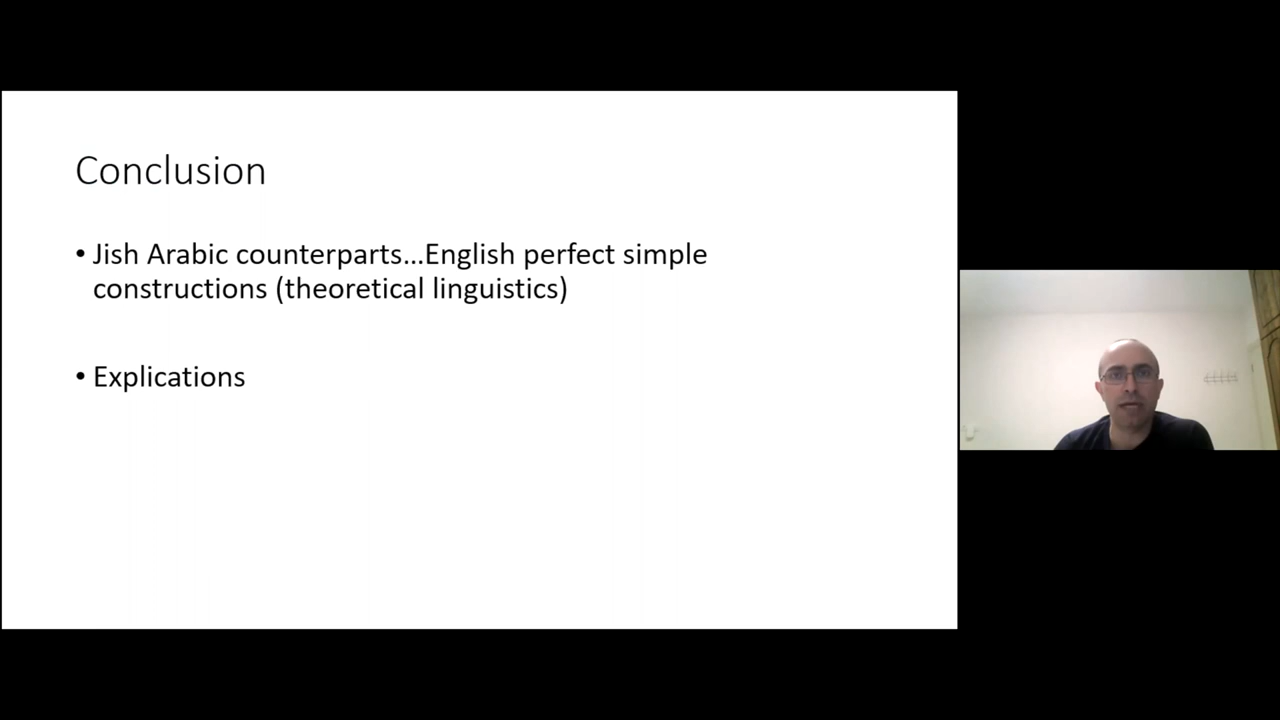 Conclusion
• Jish Arabic counterparts...English perfect simple
constructions (theoretical linguistics)
• Explications